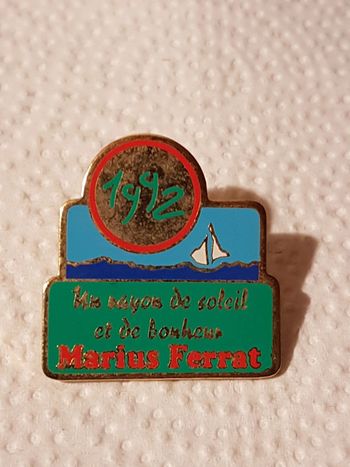 1992
Un rayon de soleil
et de bonheur
Marius Ferrat